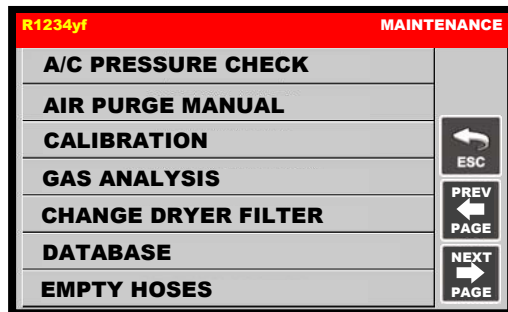 R1234yf MAINTENANCE
A/C PRESSURE CHECK
AIR PURGE MANUAL
CALIBRATION
GAS ANALYSIS
CHANGE DRYER FILTER
DATABASE
EMPTY HOSES
ESC
PREV
PAGE
NEXT
PAGE